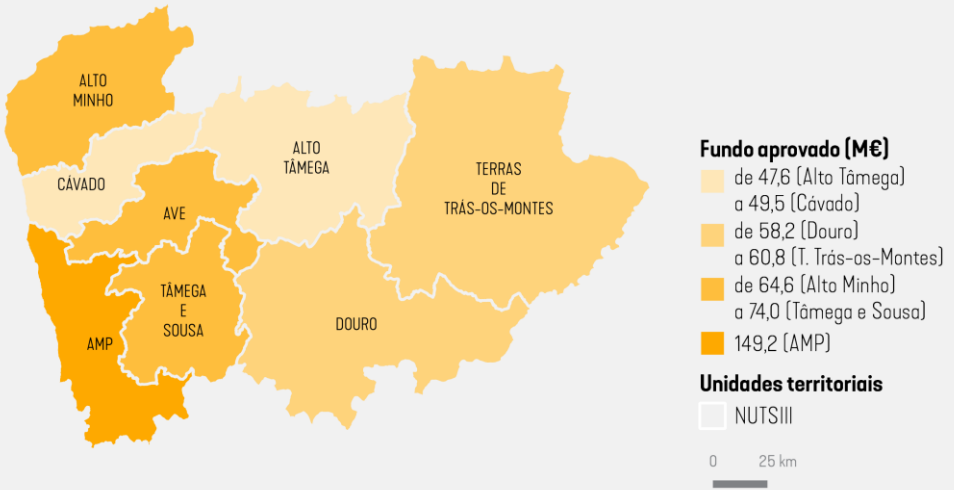 ALTO
MINHO
CÁVADO
ALTO
TÂMEGA
AVE
TERRAS
DE
TRÁS-OS-MONTES
TÂMEGA
E
SOUSA
AMP
DOURO
Fundo aprovado (M€)
de 47,6 (Alto Tâmega)
a 49,5 (Cávado)
de 58,2 (Douro)
a 60,8 (T. Trás-os-Montes)
de 64,6 (Alto Minho)
a 74,0 (Tâmega e Sousa)
149,2 (AMP)
Unidades territoriais
NUTSIII
0 25 km